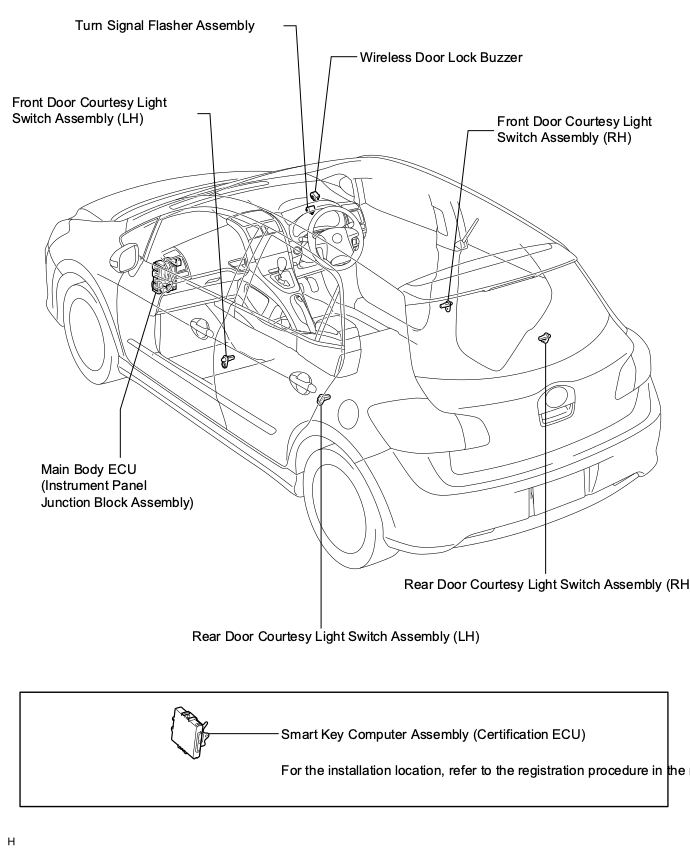 Turn Signal Flasher Assembly
Wireless Door Lock Buzzer
Front Door Courtesy Light
Switch Assembly (LH)
Front Door Courtesy Light
Switch Assembly (RH)
Main Body ECU
(Instrument Panel
Junction Block Assembly)
Rear Door Courtesy Light Switch Assembly (RH
Rear Door Courtesy Light Switch Assembly (LH)
Smart Key Computer Assembly (Certification ECU)
For the installation location, refer to the registration procedure in the
H